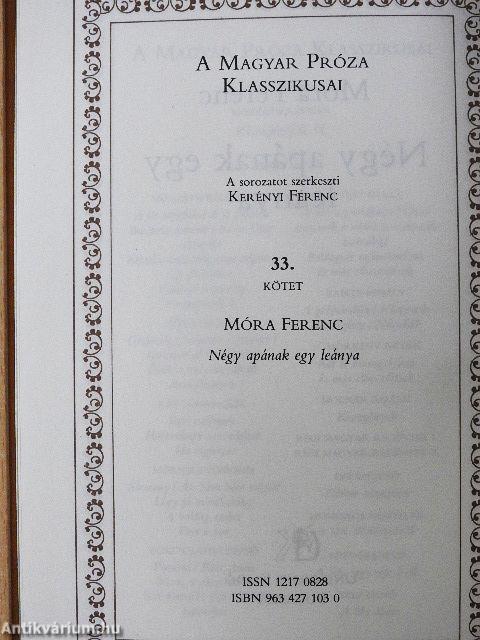 A Magyar Próza
Klasszikusai
A sorozatot szerkeszti
Kerényi Ferenc
33.
KÖTET
Móra Ferenc
Négy apának egy leánya
ISSN 1217 0828
ISBN 963 427 103 0
Antikvárium.hu